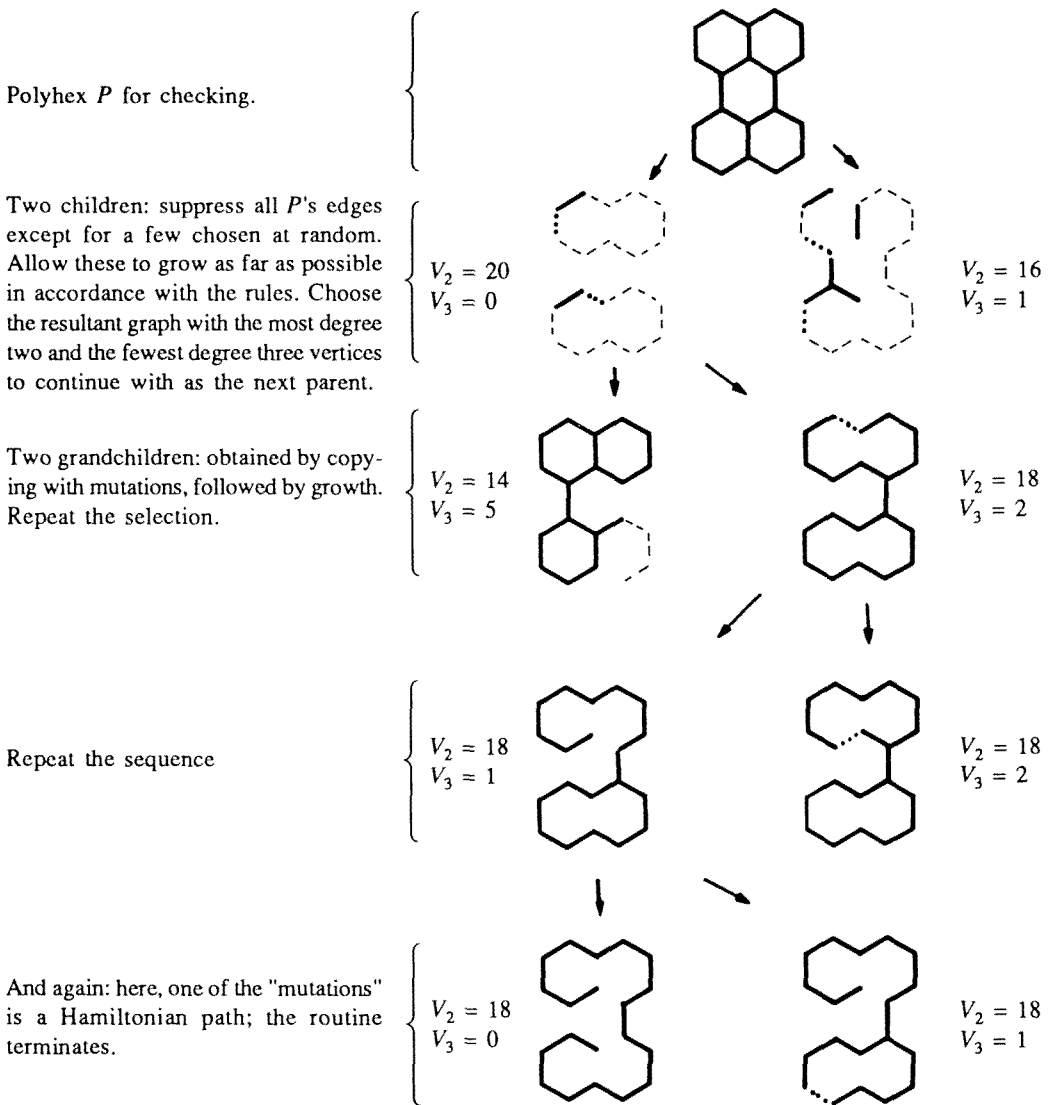 Polyhex P for checking.
Two children: suppress all P's edges
except for a few chosen at random.
Allow these to grow as far as possible
in accordance with the rules. Choose
the resultant graph with the most degree
two and the fewest degree three vertices
to continue with as the next parent.
V₂ = 20
V₃ = 0
V₂ = 16
V₃ = 1
Two grandchildren: obtained by copy-
ing with mutations, followed by growth.
Repeat the selection.
V₂ = 14
V₃ = 5
V₂ = 18
V₃ = 2
Repeat the sequence
V₂ = 18
V₃ = 1
V₂ = 18
V₃ = 2
And again: here, one of the "mutations"
is a Hamiltonian path; the routine
terminates.
V₂ = 18
V₃ = 0
V₂ = 18
V₃ = 1